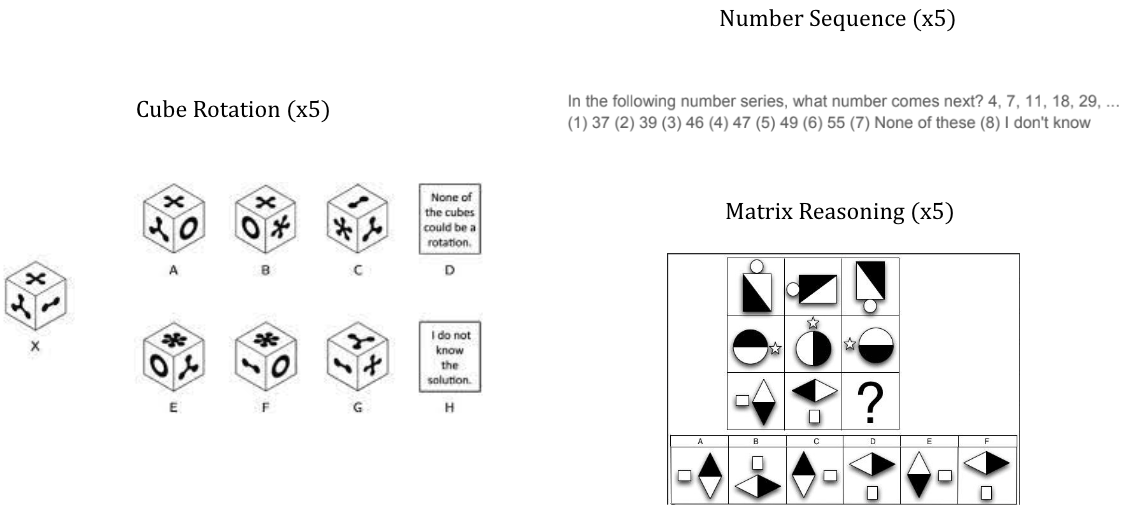 Number Sequence (x5)
Cube Rotation (x5)
In the following number series, what number comes next? 4, 7, 11, 18, 29, ...
(1) 37 (2) 39 (3) 46 (4) 47 (5) 49 (6) 55 (7) None of these (8) I don't know
Matrix Reasoning (x5)
None of
the cubes
could be a
rotation.
A B C D
X
I do not
know
the
solution.
E F G H
?
A B C D E F